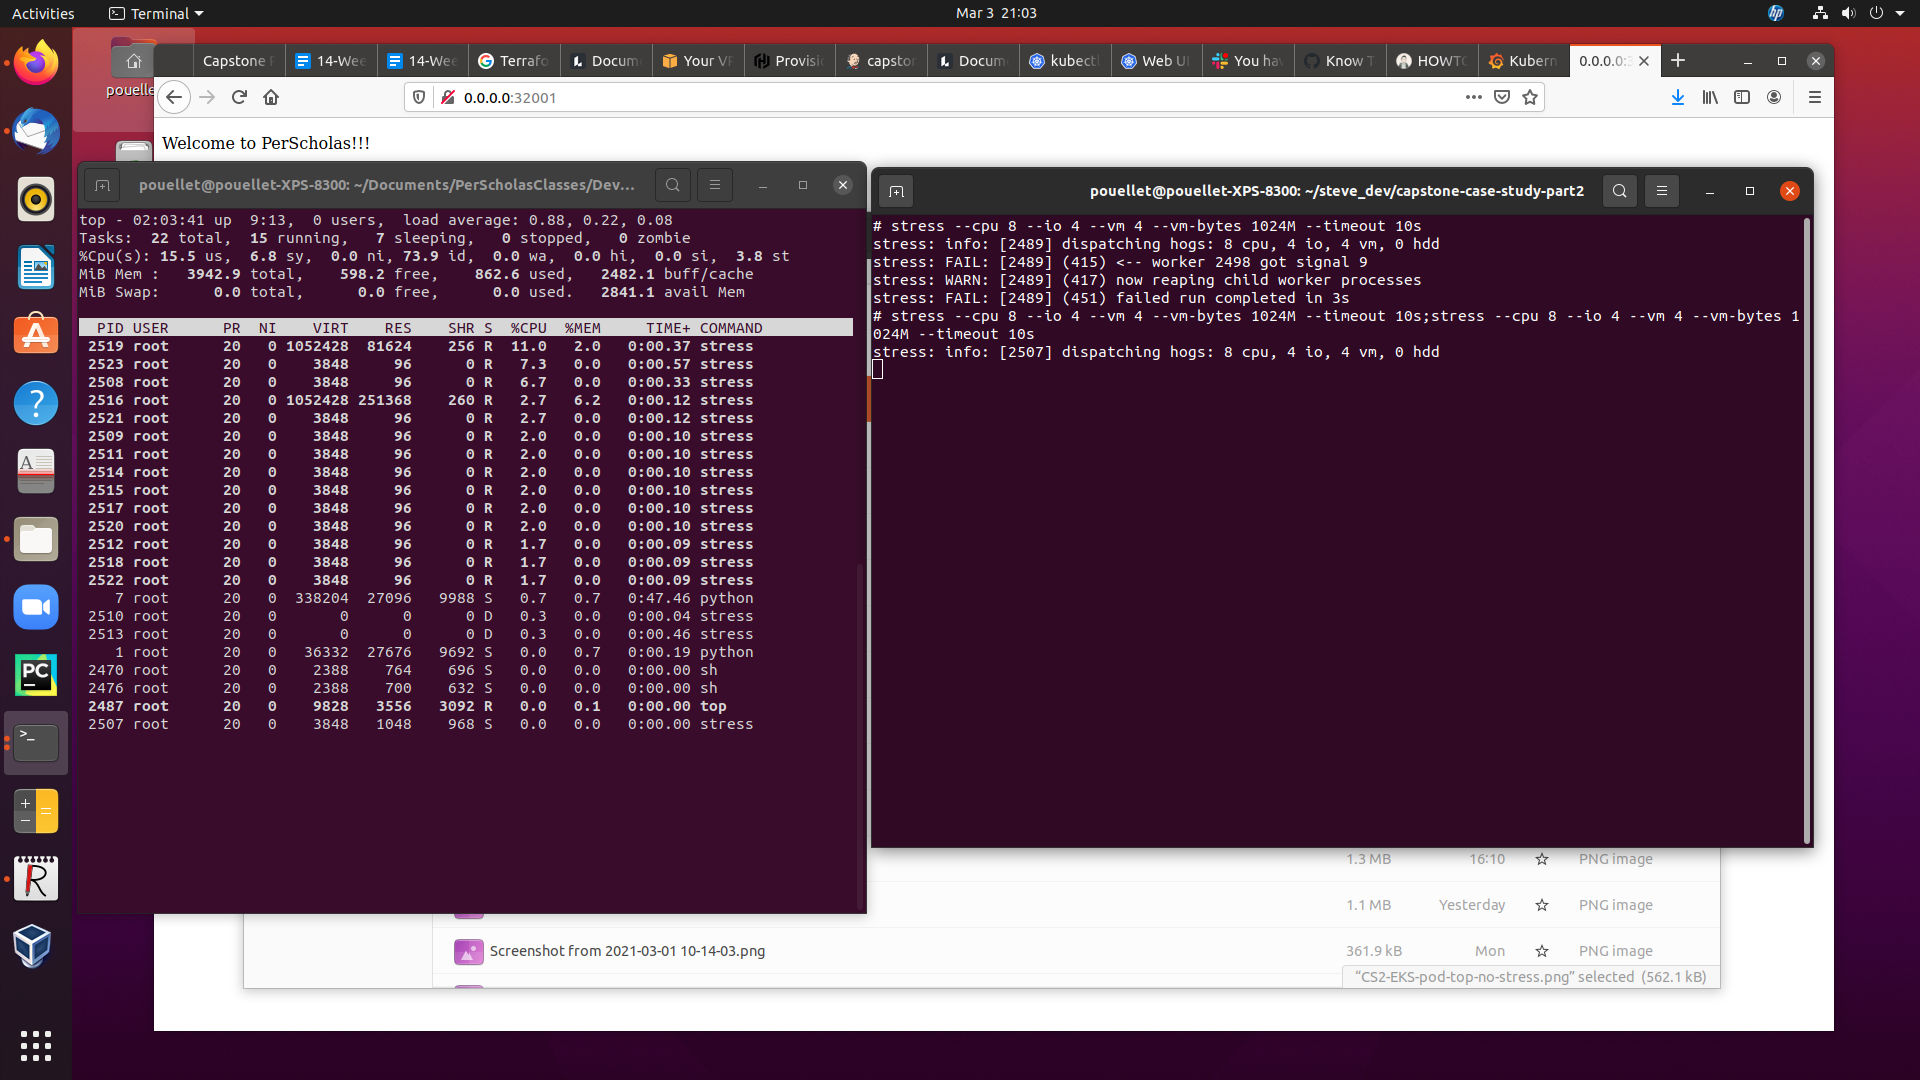 Activities
Terminal
Mar 3 21:03
pouelle
Capstone
14-Wee
14-Wee
Terrafo
Docum
Your VP
Provisi
capsto
Docum
kubect
Web UI
You hav
Know T
HOWTO
Kubern
0.0.0.0:3
0.0.0.0:32001
Welcome to PerScholas!!!
pouellet@pouellet-XPS-8300: ~/Documents/PerScholasClasses/Dev...
top - 02:03:41 up  9:13,  0 users,  load average: 0.88, 0.22, 0.08
Tasks:  22 total,  15 running,   7 sleeping,   0 stopped,   0 zombie
%Cpu(s): 15.5 us,  6.8 sy,  0.0 ni, 73.9 id,  0.0 wa,  0.0 hi,  0.0 si,  3.8 st
MiB Mem :   3942.9 total,    598.2 free,    862.6 used,   2482.1 buff/cache
MiB Swap:      0.0 total,      0.0 free,      0.0 used.   2841.1 avail Mem
PID USER      PR  NI    VIRT    RES    SHR S  %CPU  %MEM     TIME+ COMMAND
2519 root      20   0 1052428  81624    256 R  11.0   2.0   0:00.37 stress
2523 root      20   0    3848     96      0 R   7.3   0.0   0:00.57 stress
2508 root      20   0    3848     96      0 R   6.7   0.0   0:00.33 stress
2516 root      20   0 1052428 251368    260 R   2.7   6.2   0:00.12 stress
2521 root      20   0    3848     96      0 R   2.7   0.0   0:00.12 stress
2509 root      20   0    3848     96      0 R   2.0   0.0   0:00.10 stress
2511 root      20   0    3848     96      0 R   2.0   0.0   0:00.10 stress
2514 root      20   0    3848     96      0 R   2.0   0.0   0:00.10 stress
2515 root      20   0    3848     96      0 R   2.0   0.0   0:00.10 stress
2517 root      20   0    3848     96      0 R   2.0   0.0   0:00.10 stress
2520 root      20   0    3848     96      0 R   2.0   0.0   0:00.10 stress
2512 root      20   0    3848     96      0 R   1.7   0.0   0:00.09 stress
2518 root      20   0    3848     96      0 R   1.7   0.0   0:00.09 stress
2522 root      20   0    3848     96      0 R   1.7   0.0   0:00.09 stress
7 root      20   0  338204  27096   9988 S   0.7   0.7   0:47.46 python
2510 root      20   0       0      0      0 D   0.3   0.0   0:00.04 stress
2513 root      20   0       0      0      0 D   0.3   0.0   0:00.46 stress
1 root      20   0   36332  27676   9692 S   0.0   0.7   0:00.19 python
2470 root      20   0    2388    764    696 S   0.0   0.0   0:00.00 sh
2476 root      20   0    2388    700    632 S   0.0   0.0   0:00.00 sh
2487 root      20   0    9828   3556   3092 R   0.0   0.1   0:00.00 top
2507 root      20   0    3848   1048    968 S   0.0   0.0   0:00.00 stress
pouellet@pouellet-XPS-8300: ~/steve_dev/capstone-case-study-part2
# stress --cpu 8 --io 4 --vm 4 --vm-bytes 1024M --timeout 10s
stress: info: [2489] dispatching hogs: 8 cpu, 4 io, 4 vm, 0 hdd
stress: FAIL: [2489] (415) <-- worker 2498 got signal 9
stress: WARN: [2489] (417) now reaping child worker processes
stress: FAIL: [2489] (451) failed run completed in 3s
# stress --cpu 8 --io 4 --vm 4 --vm-bytes 1024M --timeout 10s;stress --cpu 8 --io 4 --vm 4 --vm-bytes 1
024M --timeout 10s
stress: info: [2507] dispatching hogs: 8 cpu, 4 io, 4 vm, 0 hdd
1.3 MB 16:10 PNG image
1.1 MB Yesterday PNG image
Screenshot from 2021-03-01 10-14-03.png 361.9 kB Mon PNG image
“CS2-EKS-pod-top-no-stress.png” selected (562.1 kB)